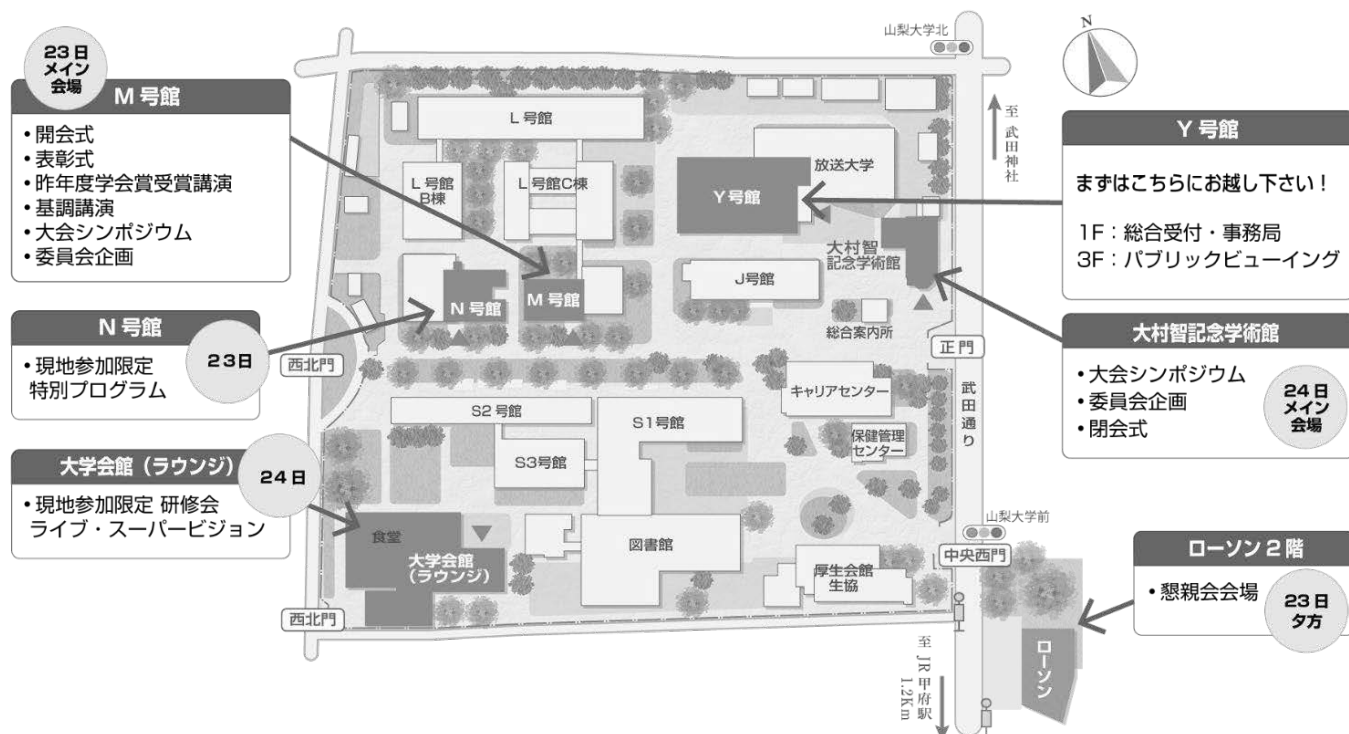 23日
メイン
会場
M 号館
• 開会式
• 表彰式
• 昨年度学会賞受賞講演
• 基調講演
• 大会シンポジウム
• 委員会企画
N 号館
23日
• 現地参加限定
特別プログラム
大学会館（ラウンジ）
24日
• 現地参加限定 研修会
ライブ・スーパービジョン
山梨大学北
N
至 武田神社
L 号館
L 号館
B棟
L 号館C棟
放送大学
Y 号館
大村智
記念学術館
J号館
N 号館
M 号館
総合案内所
西北門
正門
武田通り
キャリアセンター
保健管理
センター
S2 号館
S1号館
S3号館
食堂
大学会館
（ラウンジ）
図書館
厚生会館
生協
山梨大学前
中央西門
西北門
至 JR 甲府駅
1.2Km
ローソン
Y 号館
まずはこちらにお越し下さい！
1F：総合受付・事務局
3F：パブリックビューイング
大村智記念学術館
• 大会シンポジウム
• 委員会企画
• 閉会式
24日
メイン
会場
ローソン 2 階
• 懇親会会場
23日
夕方